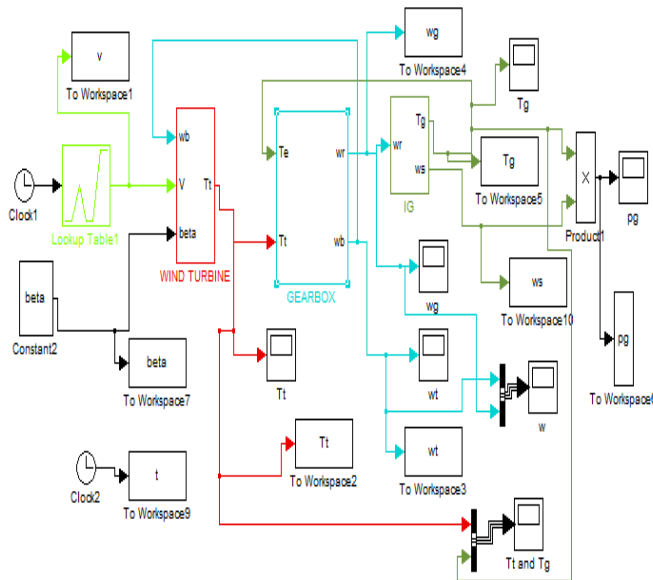 v
To Workspace1
wg
To Workspace4
Tg
wb
V
beta
Tt
WIND TURBINE
Te
Tt
wr
wb
GEARBOX
wr
Tg
ws
IG
Tg
To Workspace5
X
Product1
pg
Clock1
Lookup Table1
beta
Constant2
beta
To Workspace7
Tt
wg
wt
ws
To Workspace10
pg
To Workspace6
w
Tt
To Workspace2
wt
To Workspace3
Clock2
t
To Workspace9
Tt and Tg